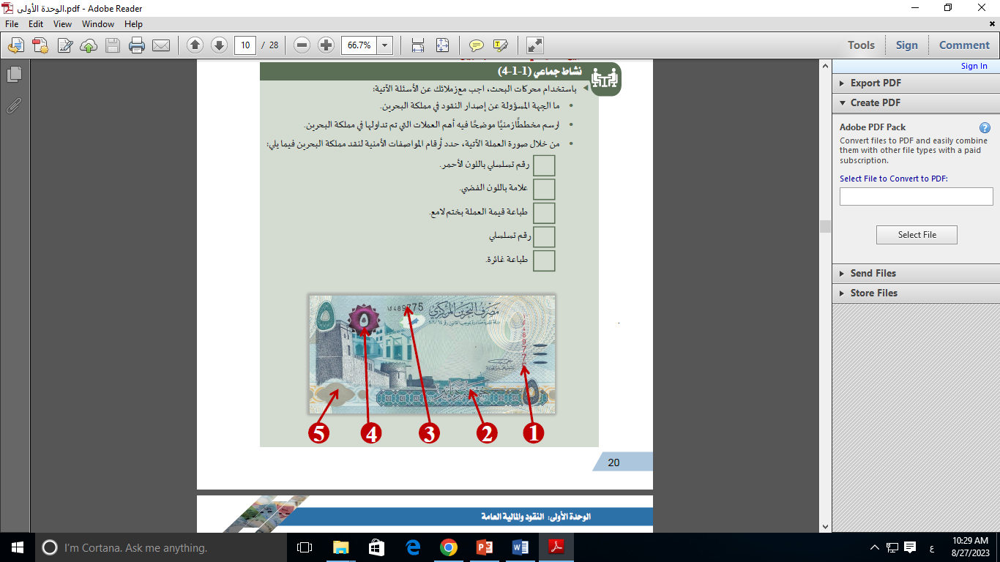 الوحدة الأولى.pdf - Adobe Reader
File Edit View Window Help
10 / 28 66.7% Tools Sign Comment
Sign In
Export PDF
Create PDF
Adobe PDF Pack
Convert files to PDF and easily combine
them with other file types with a paid
subscription.
Select File to Convert to PDF:
Select File
Send Files
Store Files
نشاط جماعي (1-1-4)
باستخدام محركات البحث، اجب مع زملائك عن الأسئلة الآتية:
• ما الجهة المسؤولة عن إصدار النقود في مملكة البحرين.
• ارسم مخططًا زمنيًا موضحًا فيه أهم العملات التي تم تداولها في مملكة البحرين.
• من خلال صورة العملة الآتية، حدد أرقام المواصفات الأمنية لنقد مملكة البحرين فيما يلي:
رقم تسلسلي باللون الأحمر.
علامة باللون الفضي.
طباعة قيمة العملة بختم لامع.
رقم تسلسلي
طباعة غائرة.
مصرف البحرين المركزي
489775
48977
٥
٥
٥
5 4 3 2 1
20
الوحدة الأولى: النقود والمالية العامة
I'm Cortana. Ask me anything.
ع
10:29 AM
8/27/2023